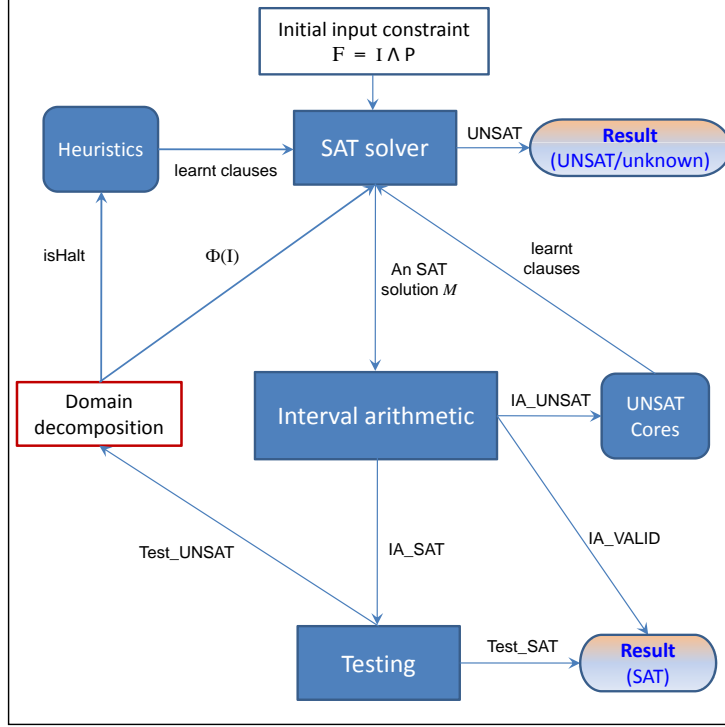 Initial input constraint
F = I Λ P
Heuristics
learnt clauses
SAT solver
UNSAT
Result
(UNSAT/unknown)
isHalt
Φ(I)
An SAT
solution M
learnt
clauses
Domain
decomposition
Interval arithmetic
IA_UNSAT
UNSAT
Cores
Test_UNSAT
IA_SAT
IA_VALID
Testing
Test_SAT
Result
(SAT)